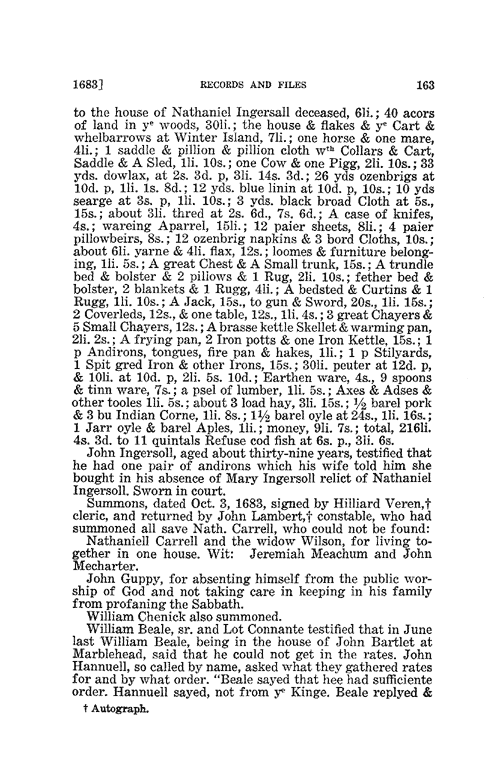 1683] RECORDS AND FILES 163
to the house of Nathaniel Ingersall deceased, 6li.; 40 acors
of land in yᵉ woods, 30li.; the house & flakes & yᵉ Cart &
whelbarrows at Winter Island, 7li.; one horse & one mare,
4li.; 1 saddle & pillion & pillion cloth wᵗʰ Collars & Cart,
Saddle & A Sled, 1li. 10s.; one Cow & one Pigg, 2li. 10s.; 33
yds. dowlax, at 2s. 3d. p, 3li. 14s. 3d.; 26 yds ozenbrigs at
10d. p, 1li. 1s. 8d.; 12 yds. blue linin at 10d. p, 10s.; 10 yds
searge at 3s. p, 1li. 10s.; 3 yds. black broad Cloth at 5s.,
15s.; about 3li. thred at 2s. 6d., 7s. 6d.; A case of knifes,
4s.; wareing Aparrel, 15li.; 12 paier sheets, 8li.; 4 paier
pillowbeirs, 8s.; 12 ozenbrig napkins & 3 bord Cloths, 10s.;
about 6li. yarne & 4li. flax, 12s.; loomes & furniture belong-
ing, 1li. 5s.; A great Chest & A Small trunk, 15s.; A trundle
bed & bolster & 2 pillows & 1 Rug, 2li. 10s.; fether bed &
bolster, 2 blankets & 1 Rugg, 4li.; A bedsted & Curtins & 1
Rugg, 1li. 10s.; A Jack, 15s., to gun & Sword, 20s., 1li. 15s.;
2 Coverleds, 12s., & one table, 12s., 1li. 4s.; 3 great Chayers &
5 Small Chayers, 12s.; A brasse kettle Skellet & warming pan,
2li. 2s.; A frying pan, 2 Iron potts & one Iron Kettle, 15s.; 1
p Andirons, tongues, fire pan & hakes, 1li.; 1 p Stilyards,
1 Spit gred Iron & other Irons, 15s.; 30li. peuter at 12d. p,
& 10li. at 10d. p, 2li. 5s. 10d.; Earthen ware, 4s., 9 spoons
& tinn ware, 7s.; a psel of lumber, 1li. 5s.; Axes & Adses &
other tooles 1li. 5s.; about 3 load hay, 3li. 15s.; ½ barel pork
& 3 bu Indian Corne, 1li. 8s.; 1½ barel oyle at 24s., 1li. 16s.;
1 Jarr oyle & barel Aples, 1li.; money, 9li. 7s.; total, 216li.
4s. 3d. to 11 quintals Refuse cod fish at 6s. p., 3li. 6s.
John Ingersoll, aged about thirty-nine years, testified that
he had one pair of andirons which his wife told him she
bought in his absence of Mary Ingersoll relict of Nathaniel
Ingersoll. Sworn in court.
Summons, dated Oct. 3, 1683, signed by Hilliard Veren,†
cleric, and returned by John Lambert,† constable, who had
summoned all save Nath. Carrell, who could not be found:
Nathaniell Carrell and the widow Wilson, for living to-
gether in one house. Wit: Jeremiah Meachum and John
Mecharter.
John Guppy, for absenting himself from the public wor-
ship of God and not taking care in keeping in his family
from profaning the Sabbath.
William Chenick also summoned.
William Beale, sr. and Lot Connante testified that in June
last William Beale, being in the house of John Bartlet at
Marblehead, said that he could not get in the rates. John
Hannuell, so called by name, asked what they gathered rates
for and by what order. "Beale sayed that hee had sufficiente
order. Hannuell sayed, not from yᵉ Kinge. Beale replyed &
† Autograph.